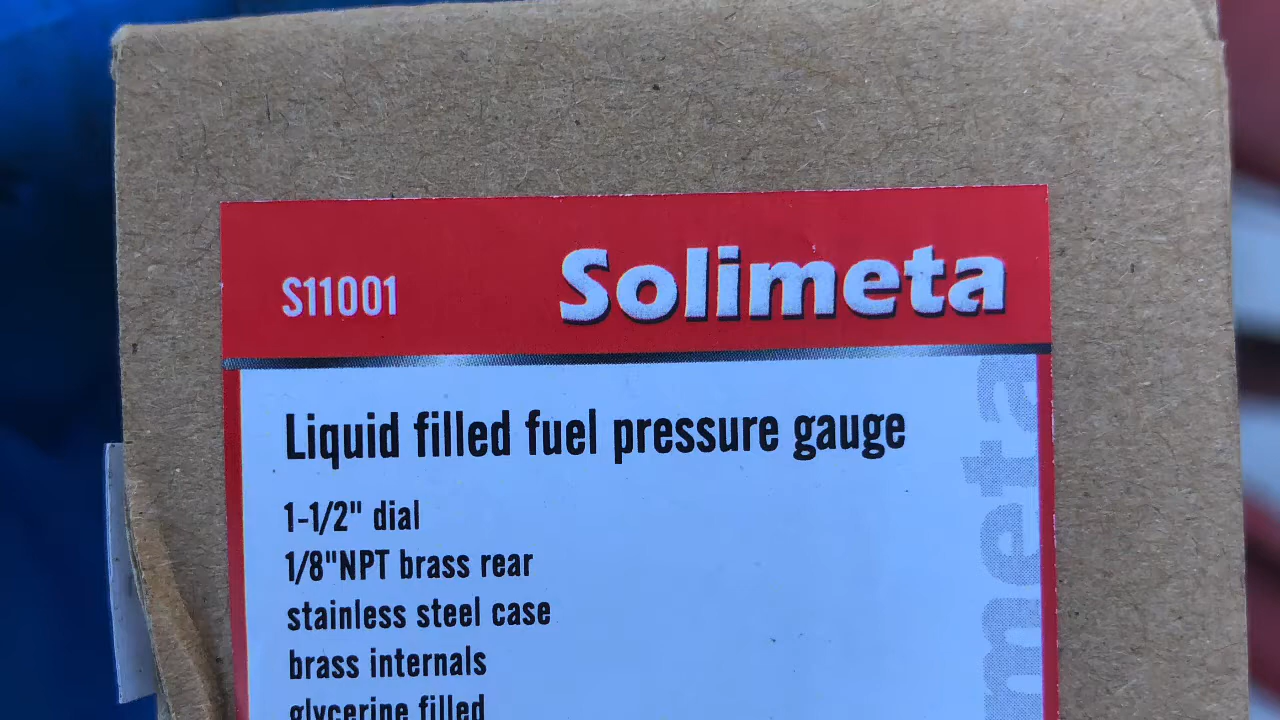 S11001 Solimeta
Liquid filled fuel pressure gauge
1-1/2" dial
1/8"NPT brass rear
stainless steel case
brass internals
glycerine filled
meta